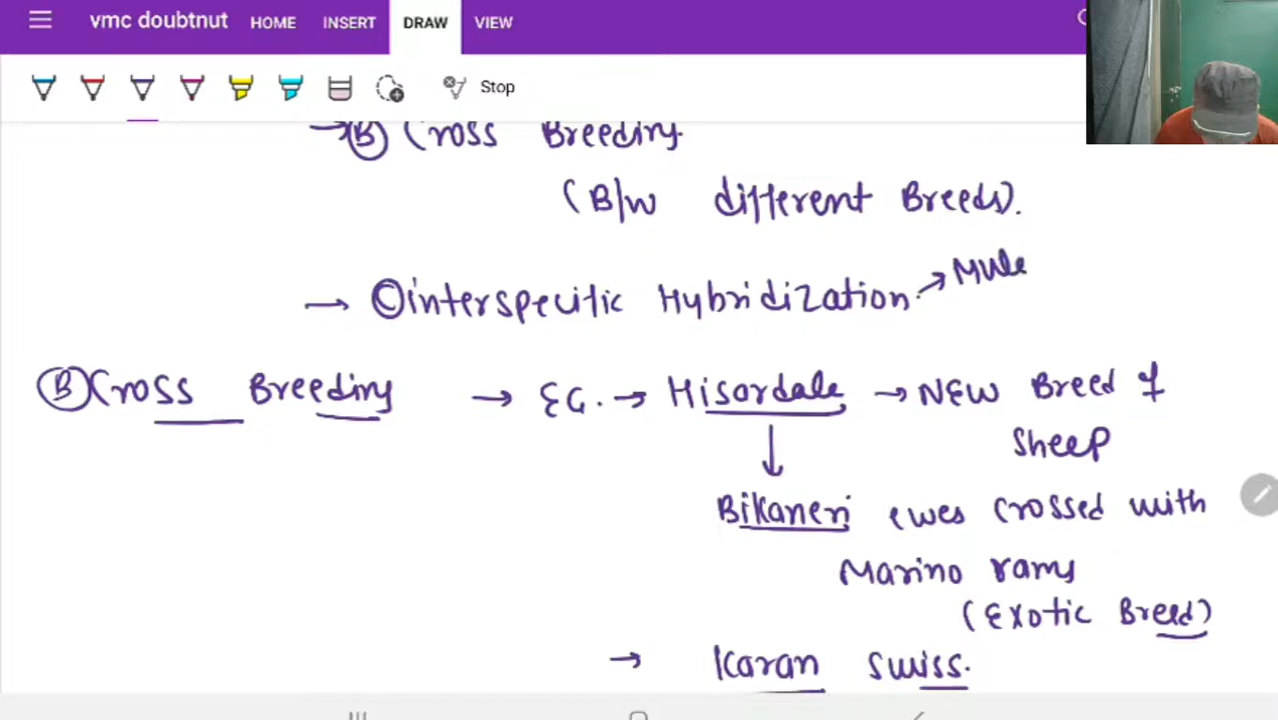 vmc doubtnut HOME INSERT DRAW VIEW
Stop
→ (B) Cross Breeding
(B/w different Breeds).
→ (C) interspecific Hybridization → Mule
(B) Cross Breeding → EG. → Hisordale → NEW Breed of
Sheep
↓
Bikaneri ewes crossed with
Marino rams
(Exotic Breed)
→ Karan Swiss.